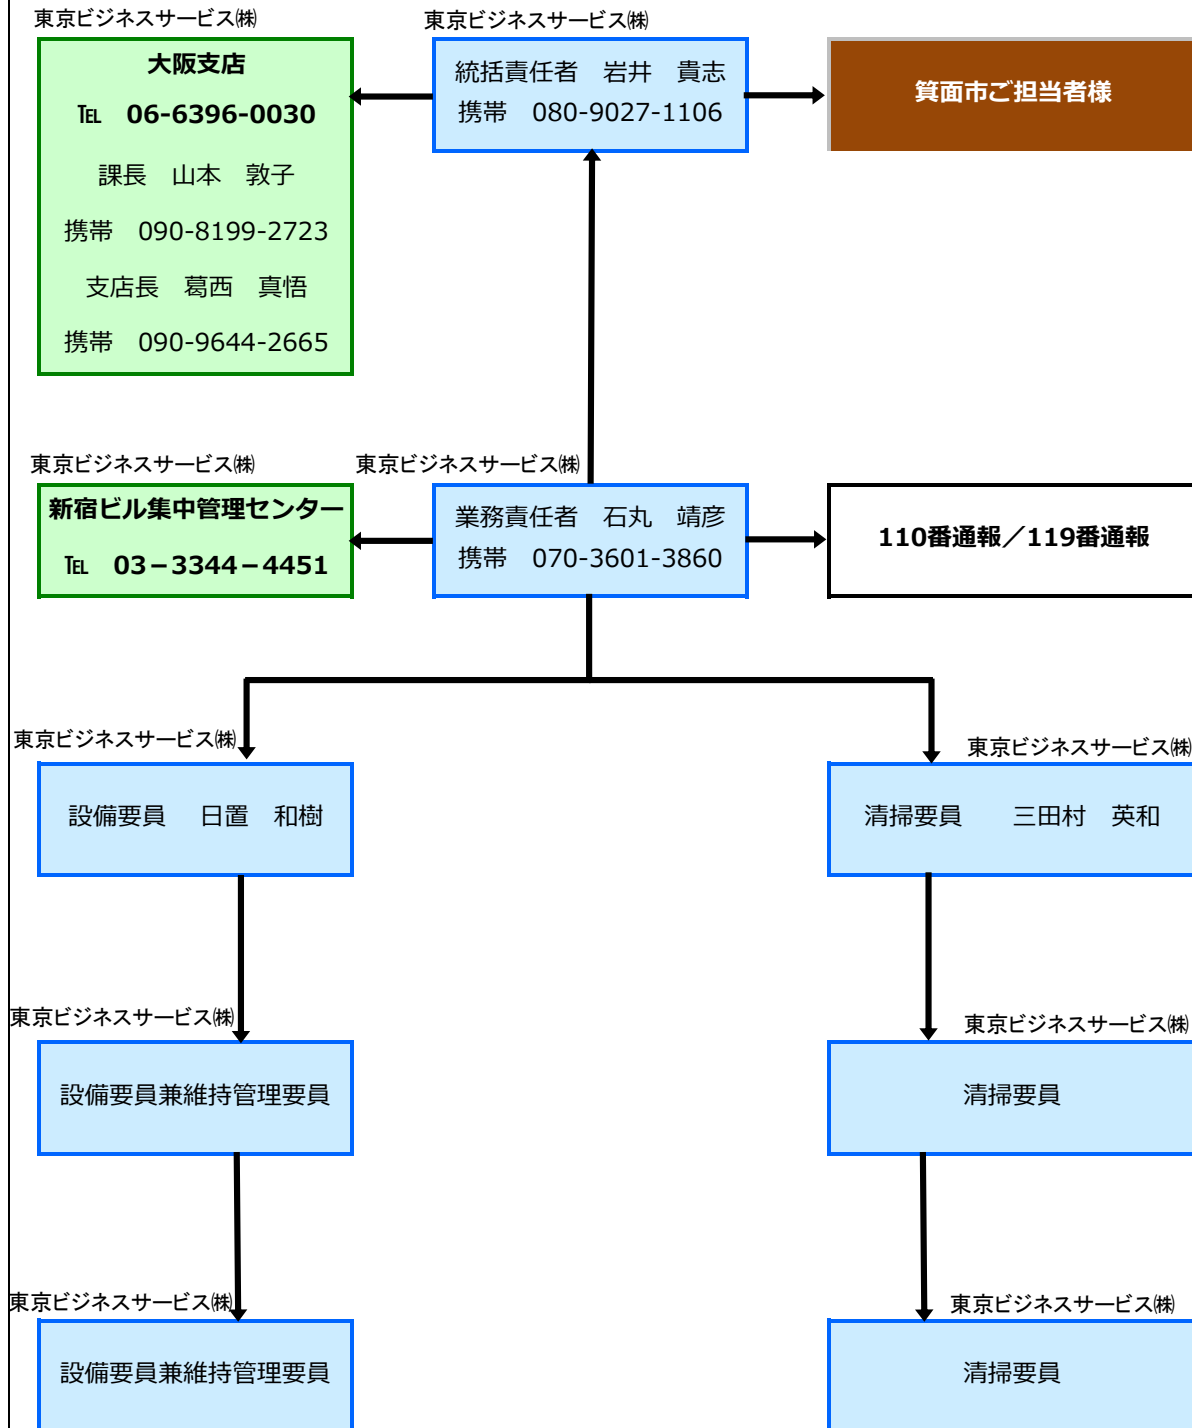 東京ビジネスサービス㈱
東京ビジネスサービス㈱
大阪支店
℡　06-6396-0030
課長　山本　敦子
携帯　090-8199-2723
支店長　葛西　真悟
携帯　090-9644-2665
統括責任者　岩井　貴志
携帯　080-9027-1106
箕面市ご担当者様
東京ビジネスサービス㈱
東京ビジネスサービス㈱
新宿ビル集中管理センター
℡　03－3344－4451
業務責任者　石丸　靖彦
携帯　070-3601-3860
110番通報／119番通報
東京ビジネスサービス㈱
東京ビジネスサービス㈱
設備要員　日置　和樹
清掃要員　　三田村　英和
東京ビジネスサービス㈱
東京ビジネスサービス㈱
設備要員兼維持管理要員
清掃要員
東京ビジネスサービス㈱
東京ビジネスサービス㈱
設備要員兼維持管理要員
清掃要員